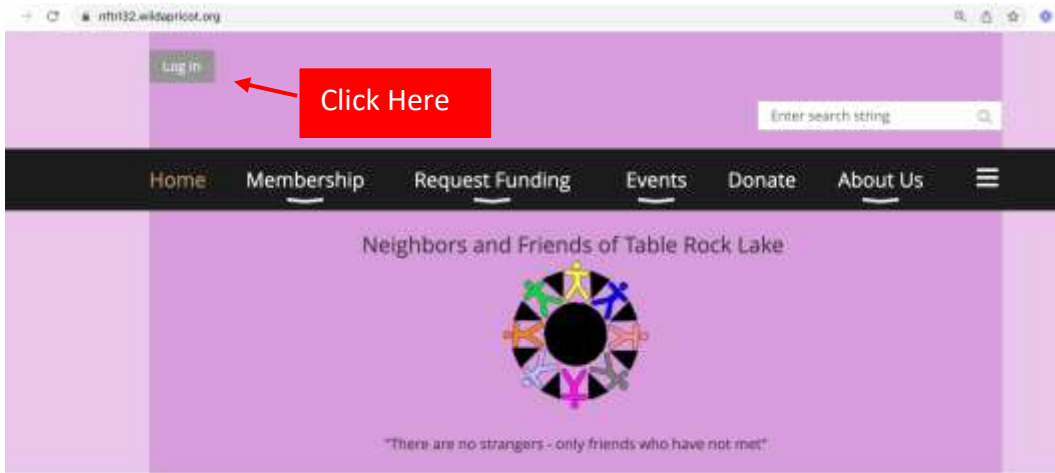 nftrl32.wildapricot.org
Log in
Click Here
Enter search string
Home Membership Request Funding Events Donate About Us
Neighbors and Friends of Table Rock Lake
"There are no strangers - only friends who have not met"